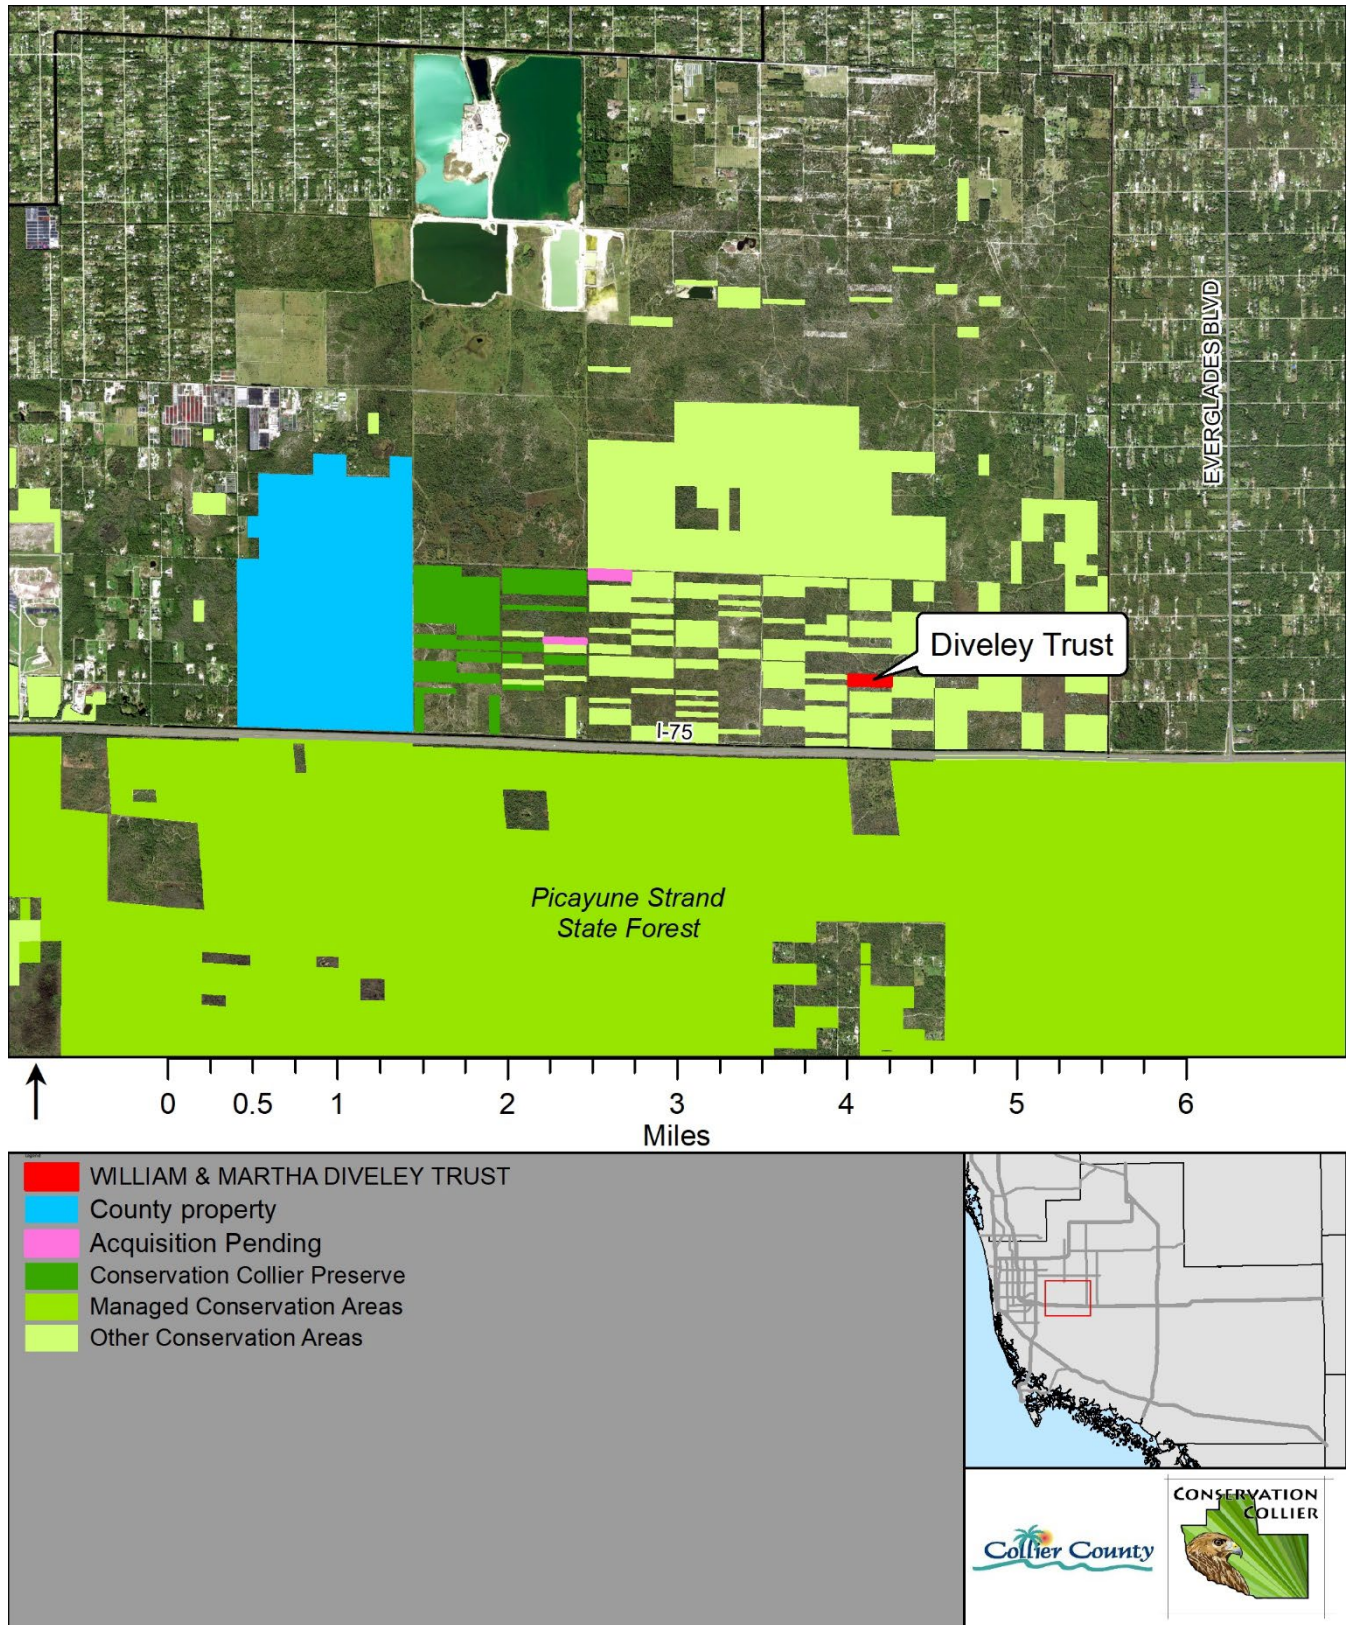 EVERGLADES BLVD
Diveley Trust
I-75
Picayune Strand
State Forest
0 0.5 1 2 3 4 5 6
Miles
WILLIAM & MARTHA DIVELEY TRUST
County property
Acquisition Pending
Conservation Collier Preserve
Managed Conservation Areas
Other Conservation Areas
CONSERVATION
COLLIER
Collier County